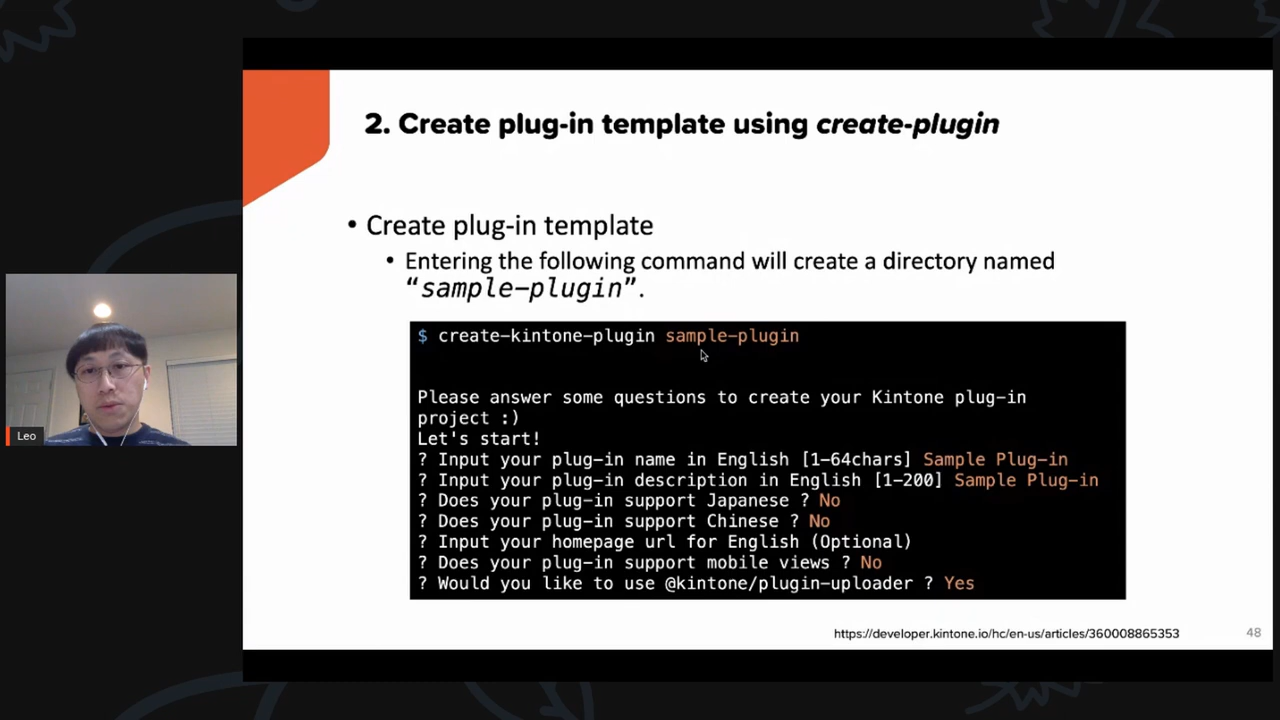 2. Create plug-in template using create-plugin
• Create plug-in template
• Entering the following command will create a directory named
“sample-plugin”.
$ create-kintone-plugin sample-plugin
Please answer some questions to create your Kintone plug-in
project :)
Let's start!
? Input your plug-in name in English [1-64chars] Sample Plug-in
? Input your plug-in description in English [1-200] Sample Plug-in
? Does your plug-in support Japanese ? No
? Does your plug-in support Chinese ? No
? Input your homepage url for English (Optional)
? Does your plug-in support mobile views ? No
? Would you like to use @kintone/plugin-uploader ? Yes
Leo
https://developer.kintone.io/hc/en-us/articles/360008865353
48